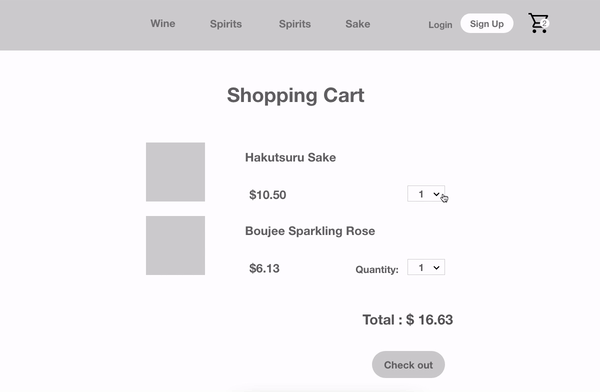 Wine Spirits Spirits Sake Login Sign Up 2
Shopping Cart
Hakutsuru Sake
$10.50 1
Boujee Sparkling Rose
$6.13 Quantity: 1
Total : $ 16.63
Check out